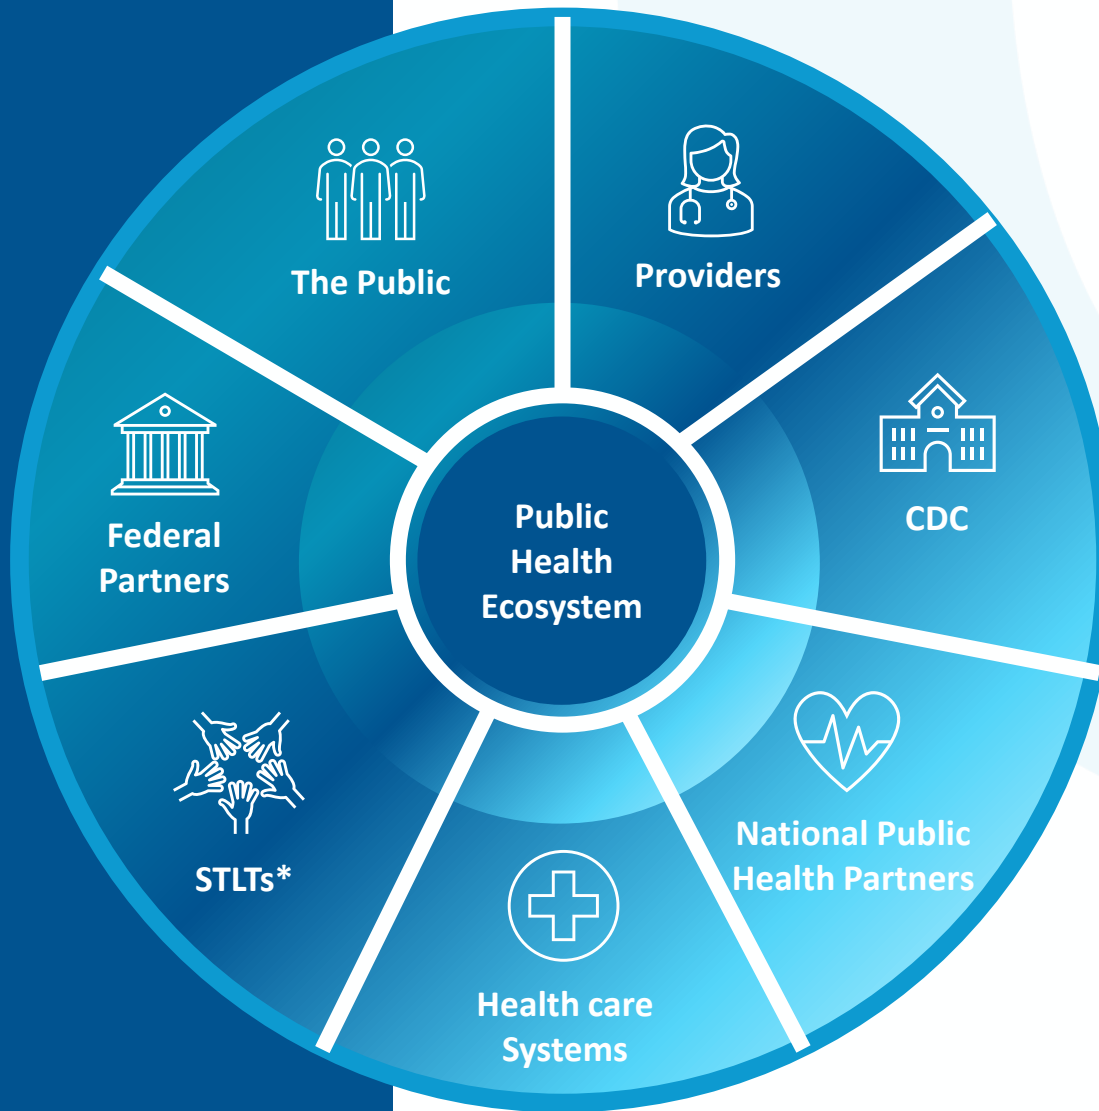 The Public
Providers
CDC
National Public
Health Partners
Health care
Systems
STLTs*
Federal
Partners
Public
Health
Ecosystem